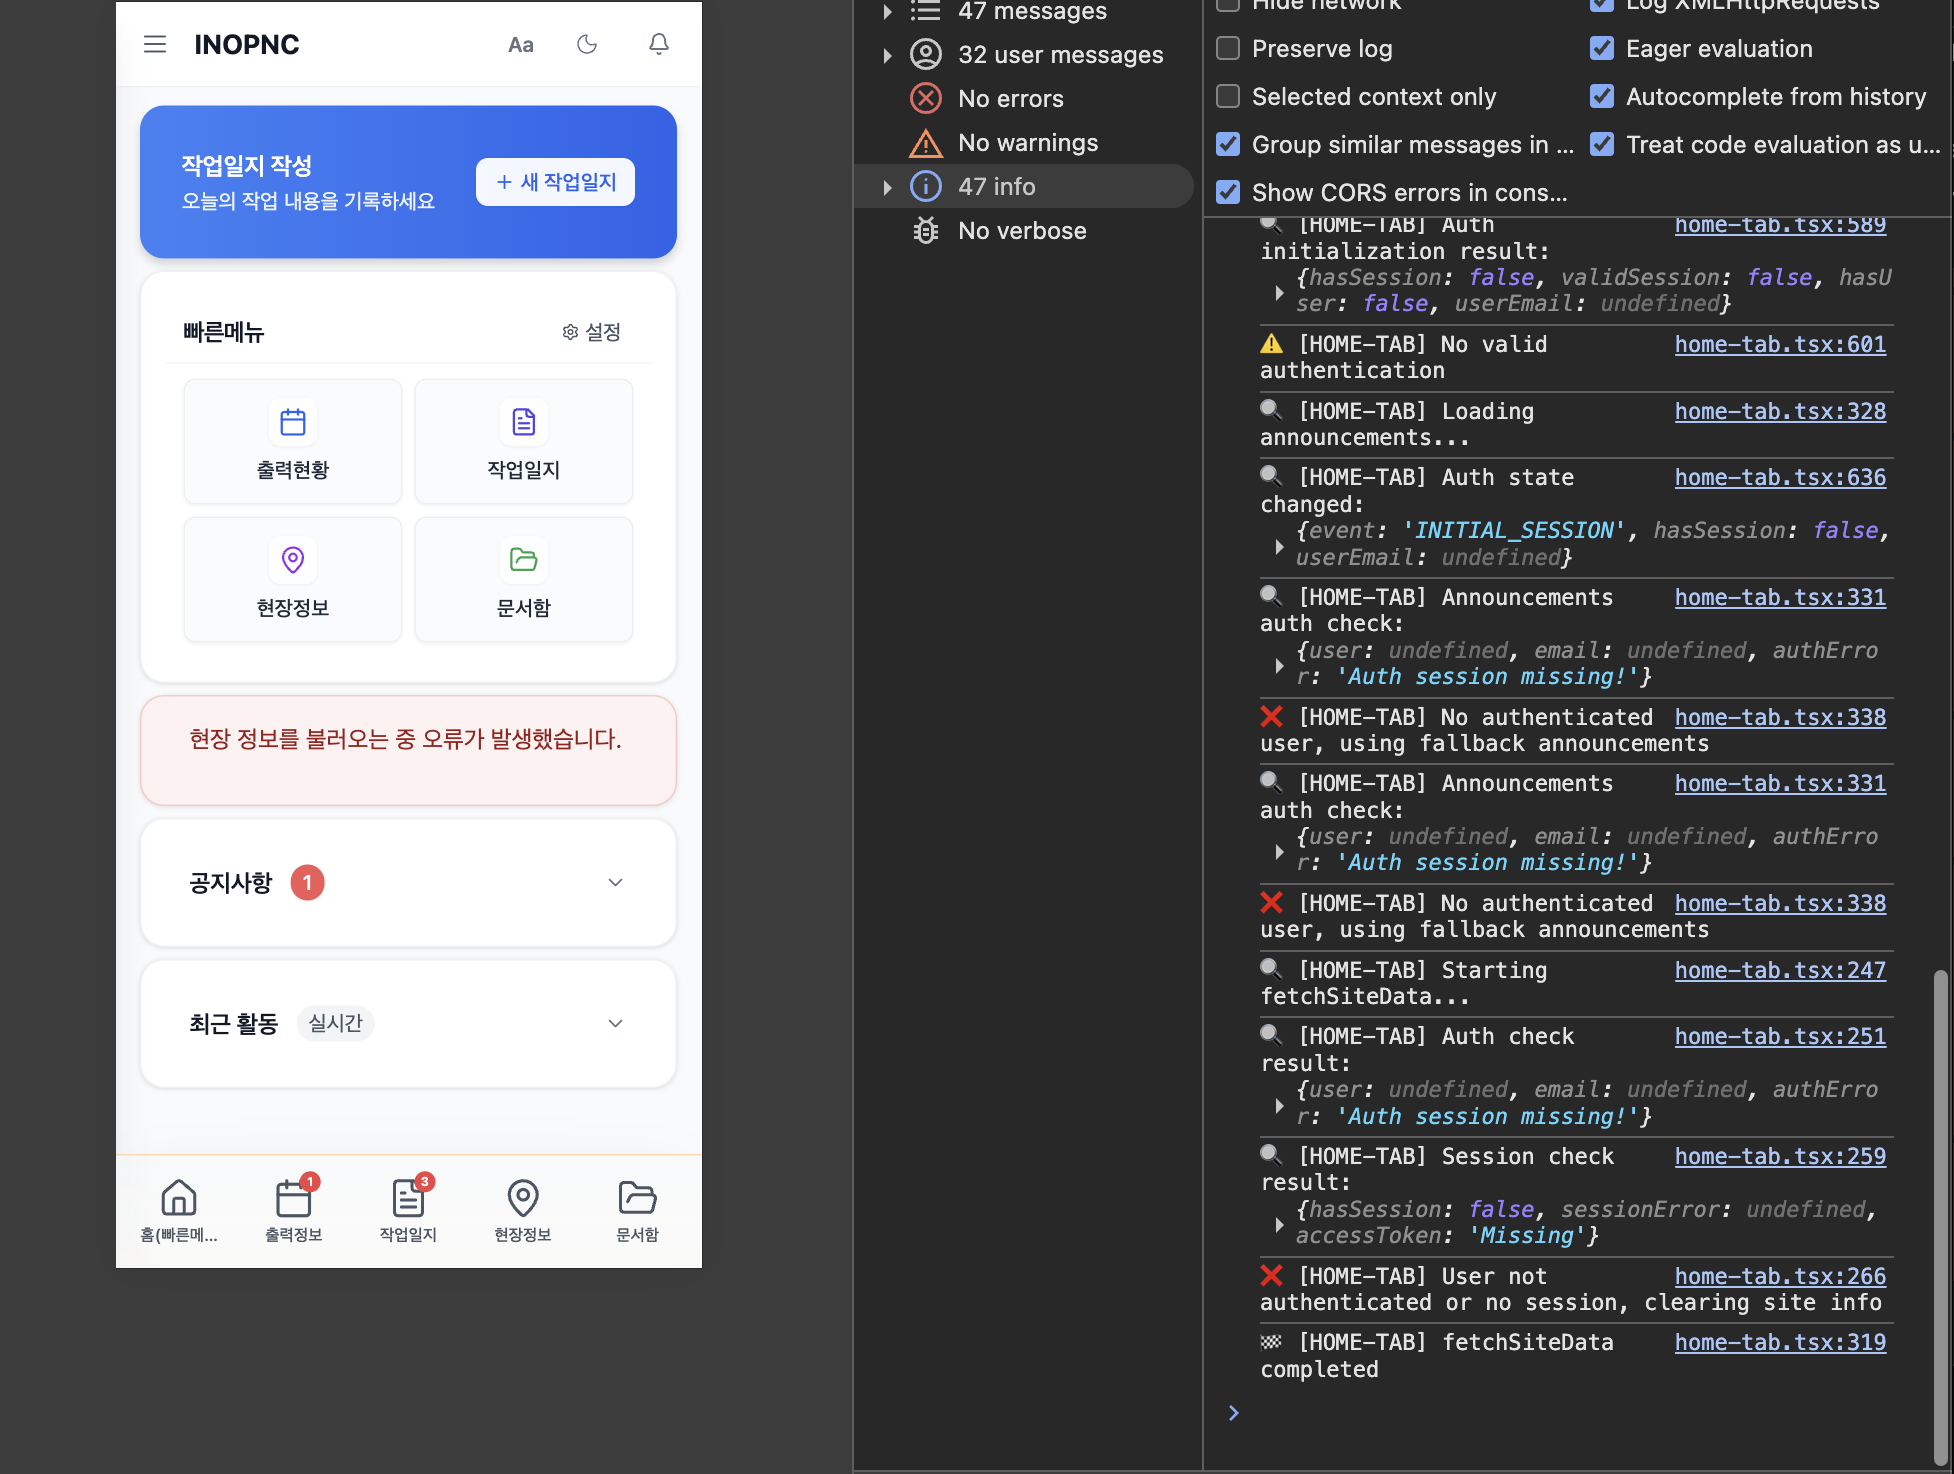 INOPNC
Aa
작업일지 작성
오늘의 작업 내용을 기록하세요
+ 새 작업일지
빠른메뉴
설정
출력현황
작업일지
현장정보
문서함
현장 정보를 불러오는 중 오류가 발생했습니다.
공지사항 1
최근 활동 실시간
1
3
홈(빠른메...
출력정보
작업일지
현장정보
문서함
47 messages
32 user messages
No errors
No warnings
47 info
No verbose
Hide network
Log XMLHttpRequests
Preserve log
Eager evaluation
Selected context only
Autocomplete from history
Group similar messages in ...
Treat code evaluation as u...
Show CORS errors in cons...
[HOME-TAB] Auth home-tab.tsx:589
initialization result:
{hasSession: false, validSession: false, hasU
ser: false, userEmail: undefined}
⚠️ [HOME-TAB] No valid home-tab.tsx:601
authentication
🔍 [HOME-TAB] Loading home-tab.tsx:328
announcements...
🔍 [HOME-TAB] Auth state home-tab.tsx:636
changed:
{event: 'INITIAL_SESSION', hasSession: false,
userEmail: undefined}
🔍 [HOME-TAB] Announcements home-tab.tsx:331
auth check:
{user: undefined, email: undefined, authErro
r: 'Auth session missing!'}
❌ [HOME-TAB] No authenticated home-tab.tsx:338
user, using fallback announcements
🔍 [HOME-TAB] Announcements home-tab.tsx:331
auth check:
{user: undefined, email: undefined, authErro
r: 'Auth session missing!'}
❌ [HOME-TAB] No authenticated home-tab.tsx:338
user, using fallback announcements
🔍 [HOME-TAB] Starting home-tab.tsx:247
fetchSiteData...
🔍 [HOME-TAB] Auth check home-tab.tsx:251
result:
{user: undefined, email: undefined, authErro
r: 'Auth session missing!'}
🔍 [HOME-TAB] Session check home-tab.tsx:259
result:
{hasSession: false, sessionError: undefined,
accessToken: 'Missing'}
❌ [HOME-TAB] User not home-tab.tsx:266
authenticated or no session, clearing site info
🏁 [HOME-TAB] fetchSiteData home-tab.tsx:319
completed